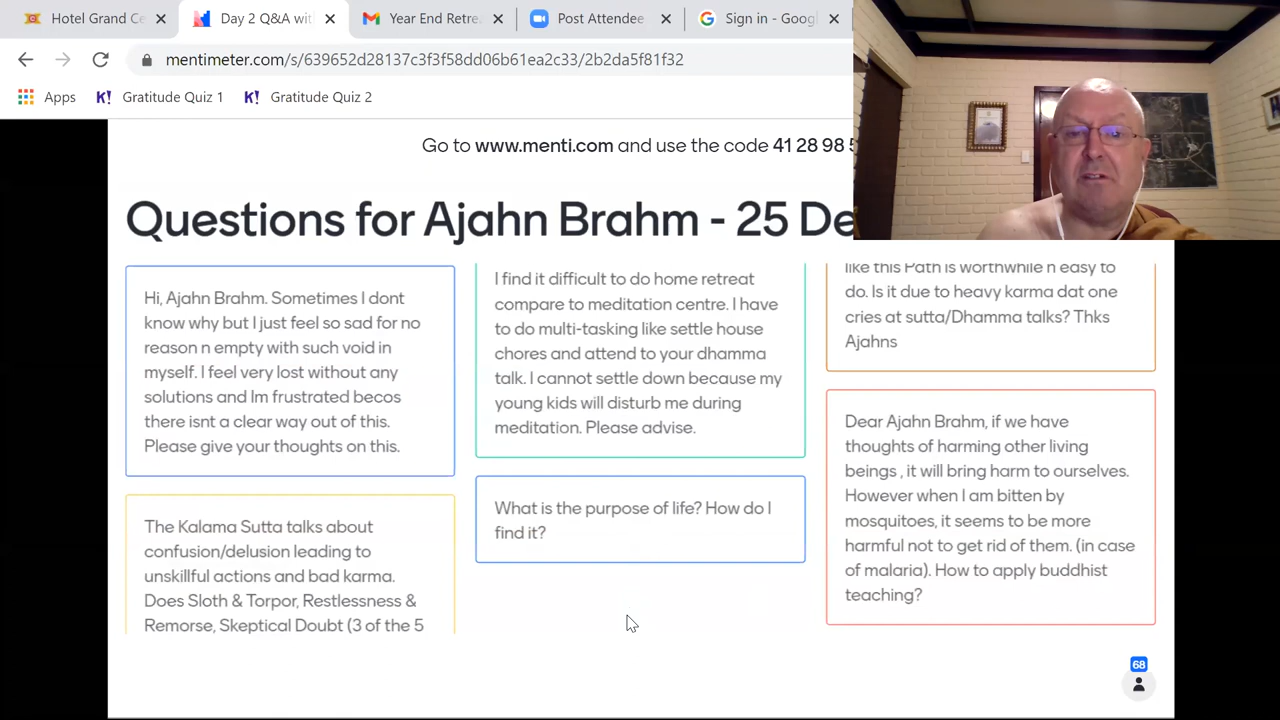 Hotel Grand Ce
Day 2 Q&A wit
Year End Retre
Post Attendee
Sign in - Goog
mentimeter.com/s/639652d28137c3f3f58dd06b61ea2c33/2b2da5f81f32
Apps
Gratitude Quiz 1
Gratitude Quiz 2
Go to www.menti.com and use the code 41 28 98 5
Questions for Ajahn Brahm - 25 De
Hi, Ajahn Brahm. Sometimes I dont
know why but I just feel so sad for no
reason n empty with such void in
myself. I feel very lost without any
solutions and Im frustrated becos
there isnt a clear way out of this.
Please give your thoughts on this.
The Kalama Sutta talks about
confusion/delusion leading to
unskillful actions and bad karma.
Does Sloth & Torpor, Restlessness &
Remorse, Skeptical Doubt (3 of the 5
I find it difficult to do home retreat
compare to meditation centre. I have
to do multi-tasking like settle house
chores and attend to your dhamma
talk. I cannot settle down because my
young kids will disturb me during
meditation. Please advise.
What is the purpose of life? How do I
find it?
like this Path is worthwhile n easy to
do. Is it due to heavy karma dat one
cries at sutta/Dhamma talks? Thks
Ajahns
Dear Ajahn Brahm, if we have
thoughts of harming other living
beings , it will bring harm to ourselves.
However when I am bitten by
mosquitoes, it seems to be more
harmful not to get rid of them. (in case
of malaria). How to apply buddhist
teaching?
68